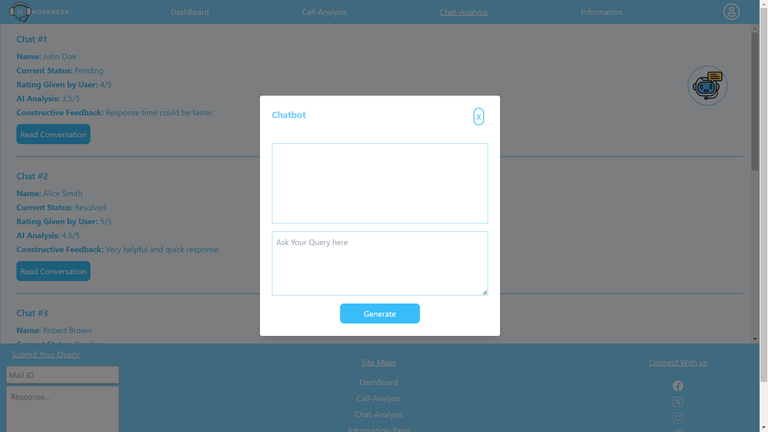 NOVADESK
DashBoard
Call-Analysis
Chat-Analysis
Information
Chat #1
Name: John Doe
Current Status: Pending
Rating Given by User: 4/5
AI Analysis: 3.5/5
Constructive Feedback: Response time could be faster.
Read Conversation
Chat #2
Name: Alice Smith
Current Status: Resolved
Rating Given by User: 5/5
AI Analysis: 4.5/5
Constructive Feedback: Very helpful and quick response.
Read Conversation
Chat #3
Name: Robert Brown
Chatbot
X
Ask Your Query here
Generate
Submit Your Query:
Mail ID
Response...
Site Maps
DashBoard
Call-Analysis
Chat-Analysis
Information-Page
Connect With us